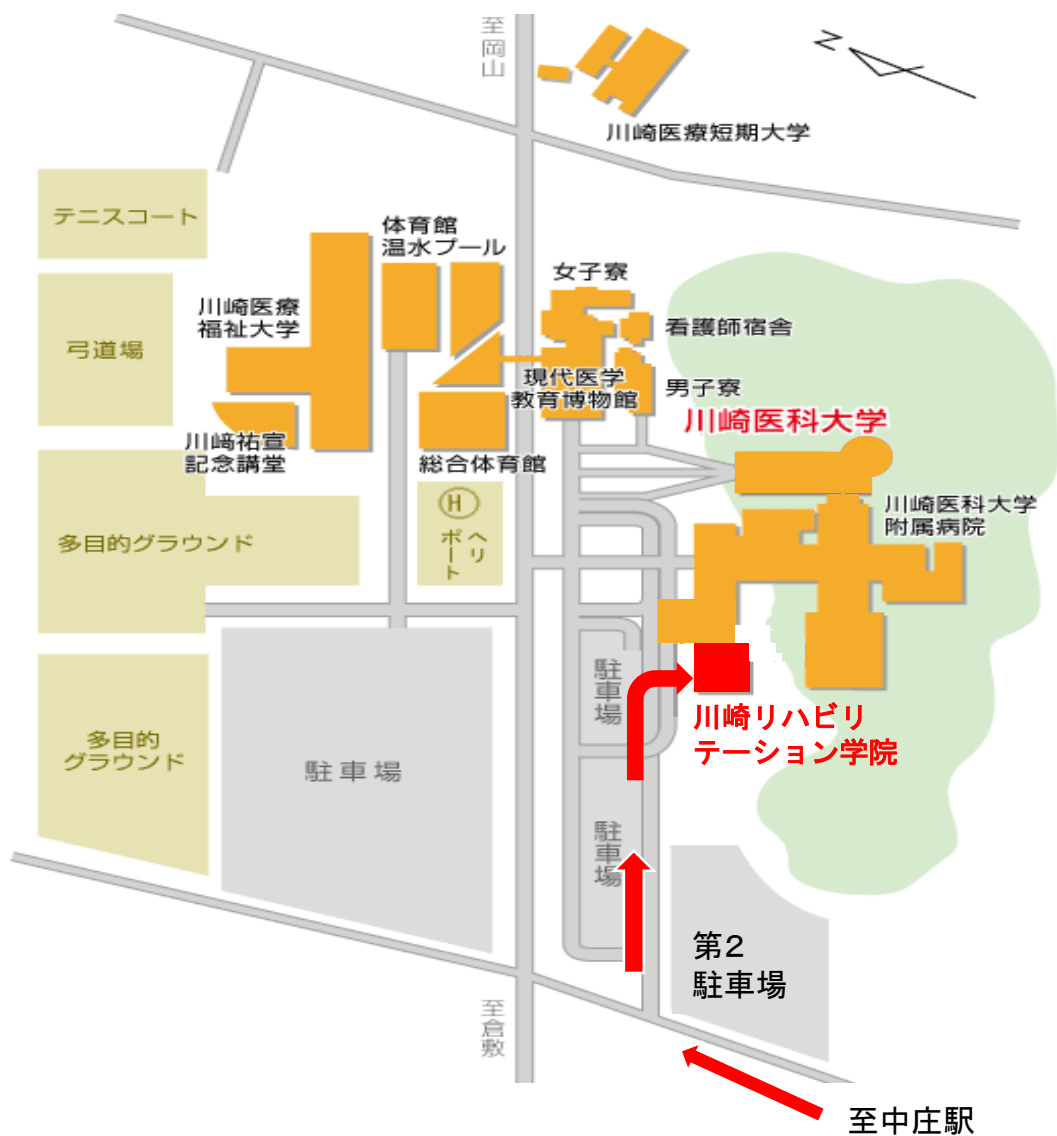 至岡山
N
川崎医療短期大学
テニスコート
体育館
温水プール
女子寮
川崎医療
福祉大学
看護師宿舎
弓道場
現代医学
教育博物館
男子寮
川崎医科大学
川﨑祐宣
記念講堂
総合体育館
川崎医科大学
附属病院
H
ヘリ
ポート
多目的グラウンド
駐車場
川崎リハビリ
テーション学院
多目的
グラウンド
駐車場
駐車場
第2
駐車場
至倉敷
至中庄駅